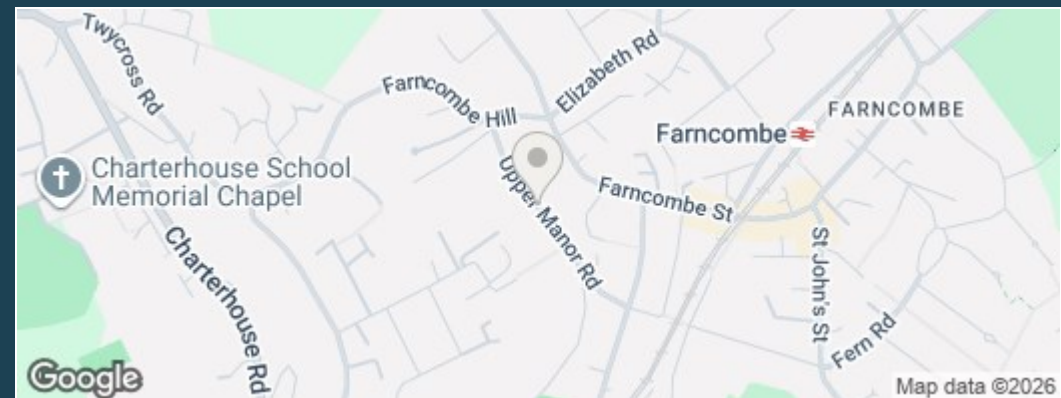 Twycross Rd
Farncombe Hill
Elizabeth Rd
Farncombe
FARNCOMBE
Charterhouse School
Memorial Chapel
Upper Manor Rd
Farncombe St
Charterhouse Rd
St John's St
Fern Rd
Google
Map data ©2026